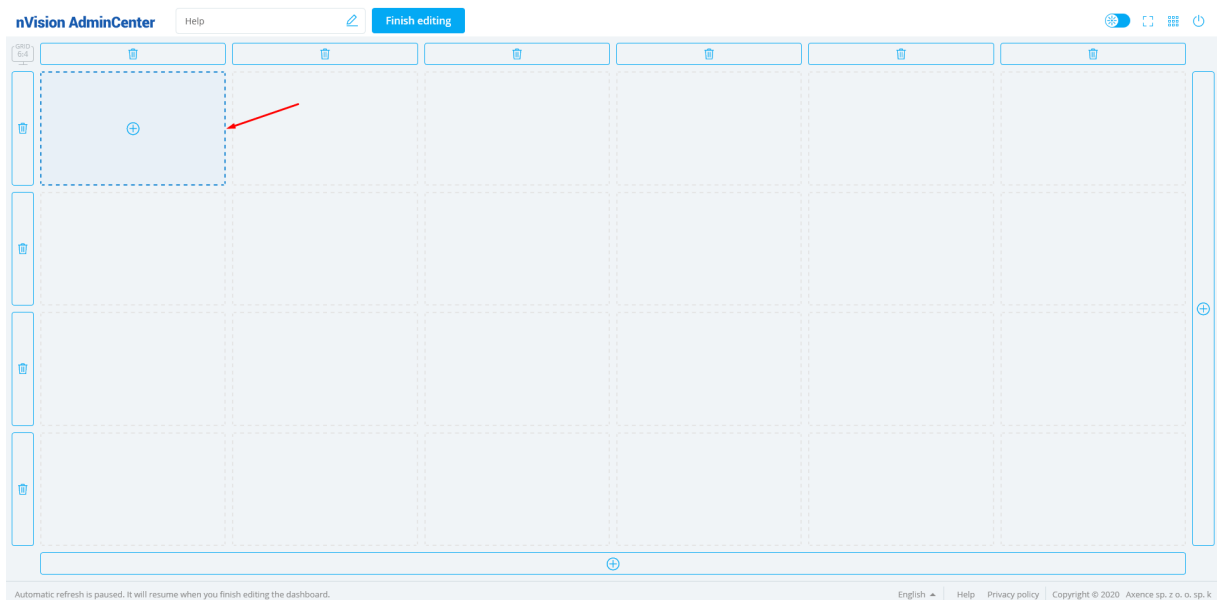 nVision AdminCenter
Help
Finish editing
GRID
6:4
Automatic refresh is paused. It will resume when you finish editing the dashboard.
English
Help
Privacy policy
Copyright © 2020 Axence sp. z o. o. sp. k